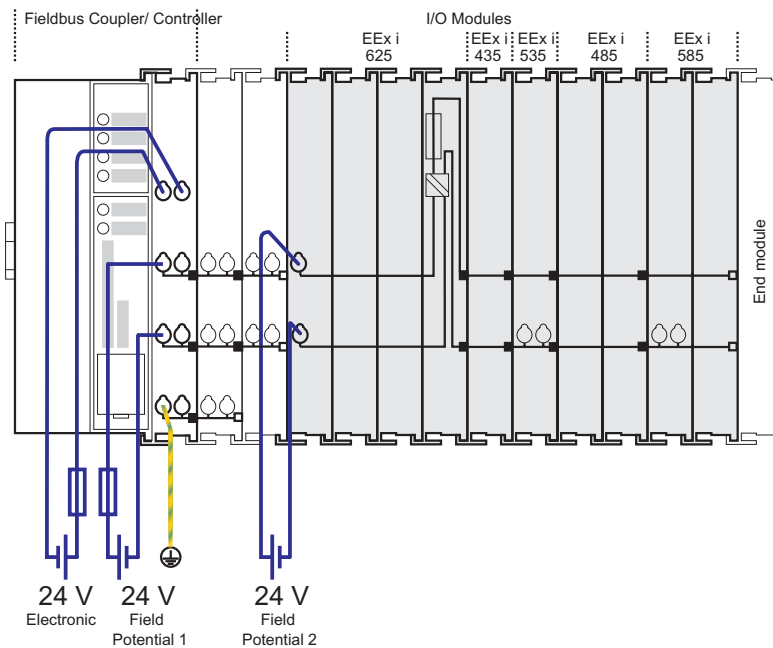 Fieldbus Coupler/ Controller
I/O Modules
EEx i
625
EEx i
435
EEx i
535
EEx i
485
EEx i
585
End module
24 V
Electronic
24 V
Field
Potential 1
24 V
Field
Potential 2